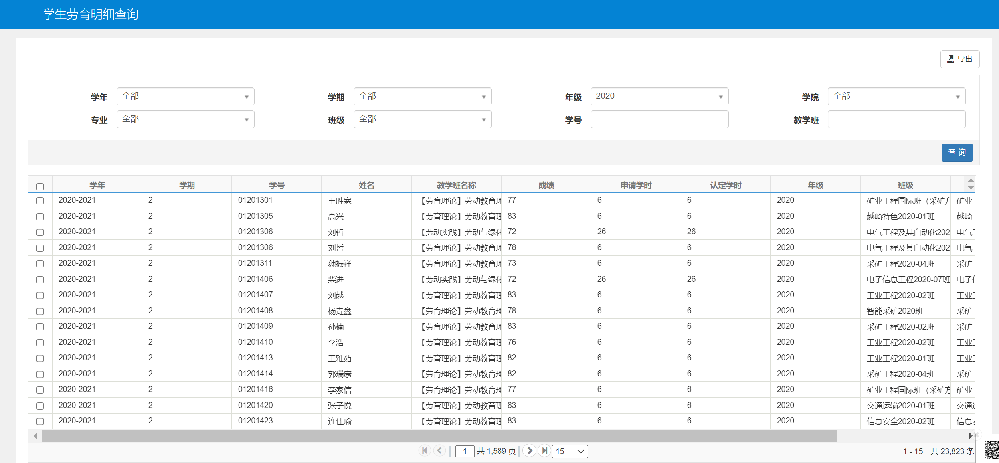 学生劳育明细查询
导出
学年 全部 学期 全部 年级 2020 学院 全部
专业 全部 班级 全部 学号 教学班
查 询
学年 学期 学号 姓名 教学班名称 成绩 申请学时 认定学时 年级 班级
2020-2021 2 01201301 王胜寒 【劳育理论】劳动教育理 77 6 6 2020 矿业工程国际班（采矿方 矿业工
2020-2021 2 01201305 高兴 【劳育理论】劳动教育理 83 6 6 2020 越崎特色2020-01班 越崎
2020-2021 2 01201306 刘哲 【劳动实践】劳动与绿化 72 26 26 2020 电气工程及其自动化202 电气工
2020-2021 2 01201306 刘哲 【劳育理论】劳动教育理 78 6 6 2020 电气工程及其自动化202 电气工
2020-2021 2 01201311 魏振祥 【劳育理论】劳动教育理 73 6 6 2020 采矿工程2020-04班 采矿工
2020-2021 2 01201406 柴进 【劳动实践】劳动与绿化 72 26 26 2020 电子信息工程2020-07班 电子信
2020-2021 2 01201407 刘越 【劳育理论】劳动教育理 83 6 6 2020 工业工程2020-02班 工业工
2020-2021 2 01201408 杨垚鑫 【劳育理论】劳动教育理 78 6 6 2020 智能采矿2020班 采矿工
2020-2021 2 01201409 孙楠 【劳育理论】劳动教育理 83 6 6 2020 采矿工程2020-02班 采矿工
2020-2021 2 01201410 李浩 【劳育理论】劳动教育理 76 6 6 2020 工业工程2020-02班 工业工
2020-2021 2 01201413 王雅茹 【劳育理论】劳动教育理 82 6 6 2020 工业工程2020-01班 工业工
2020-2021 2 01201414 郭瑞康 【劳育理论】劳动教育理 82 6 6 2020 采矿工程2020-04班 采矿工
2020-2021 2 01201416 李家信 【劳育理论】劳动教育理 77 6 6 2020 矿业工程国际班（采矿方 矿业工
2020-2021 2 01201420 张子悦 【劳育理论】劳动教育理 83 6 6 2020 交通运输2020-01班 交通运
2020-2021 2 01201423 连佳瑜 【劳育理论】劳动教育理 83 6 6 2020 信息安全2020-02班 信息安
1 共 1,589 页 15 1 - 15 共 23,823 条